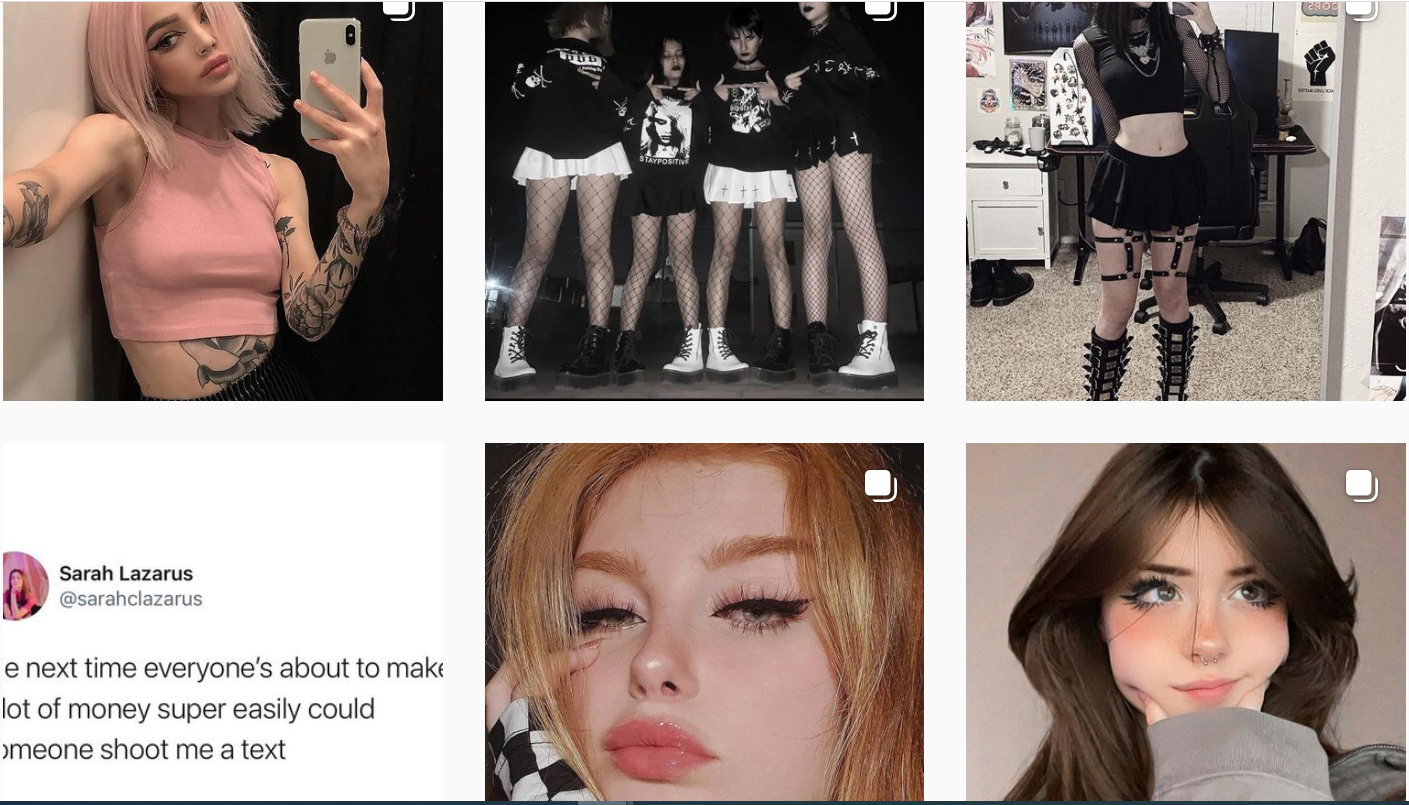 STAYPOSITIVE
Sarah Lazarus
@sarahclazarus
e next time everyone's about to make
lot of money super easily could
omeone shoot me a text